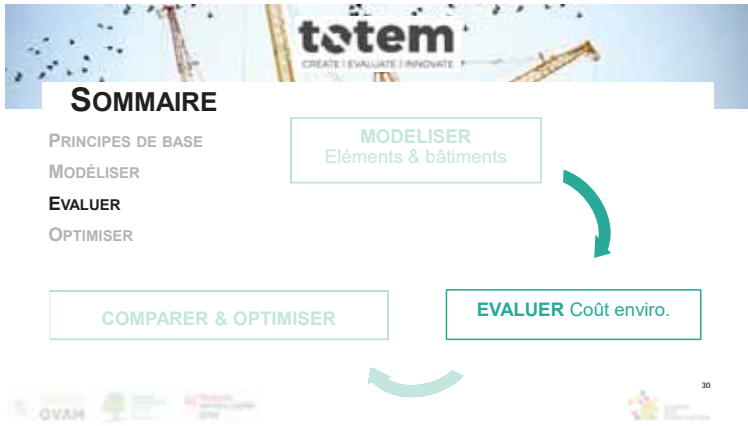 totem
CREATE | EVALUATE | INNOVATE
SOMMAIRE
PRINCIPES DE BASE
MODÉLISER
EVALUER
OPTIMISER
MODELISER
Eléments & bâtiments
EVALUER Coût enviro.
COMPARER & OPTIMISER
30
OVAM